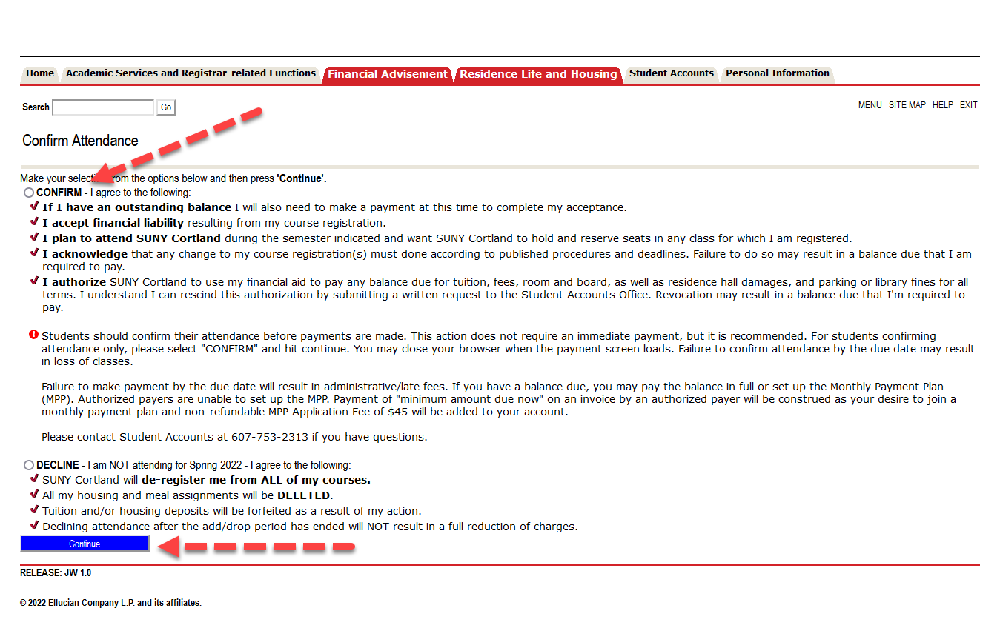 Home Academic Services and Registrar-related Functions Financial Advisement Residence Life and Housing Student Accounts Personal Information
Search Go MENU SITE MAP HELP EXIT
Confirm Attendance
Make your selection from the options below and then press 'Continue'.
CONFIRM - I agree to the following:
If I have an outstanding balance I will also need to make a payment at this time to complete my acceptance.
I accept financial liability resulting from my course registration.
I plan to attend SUNY Cortland during the semester indicated and want SUNY Cortland to hold and reserve seats in any class for which I am registered.
I acknowledge that any change to my course registration(s) must done according to published procedures and deadlines. Failure to do so may result in a balance due that I am
required to pay.
I authorize SUNY Cortland to use my financial aid to pay any balance due for tuition, fees, room and board, as well as residence hall damages, and parking or library fines for all
terms. I understand I can rescind this authorization by submitting a written request to the Student Accounts Office. Revocation may result in a balance due that I'm required to
pay.
Students should confirm their attendance before payments are made. This action does not require an immediate payment, but it is recommended. For students confirming
attendance only, please select "CONFIRM" and hit continue. You may close your browser when the payment screen loads. Failure to confirm attendance by the due date may result
in loss of classes.
Failure to make payment by the due date will result in administrative/late fees. If you have a balance due, you may pay the balance in full or set up the Monthly Payment Plan
(MPP). Authorized payers are unable to set up the MPP. Payment of "minimum amount due now" on an invoice by an authorized payer will be construed as your desire to join a
monthly payment plan and non-refundable MPP Application Fee of $45 will be added to your account.
Please contact Student Accounts at 607-753-2313 if you have questions.
DECLINE - I am NOT attending for Spring 2022 - I agree to the following:
SUNY Cortland will de-register me from ALL of my courses.
All my housing and meal assignments will be DELETED.
Tuition and/or housing deposits will be forfeited as a result of my action.
Declining attendance after the add/drop period has ended will NOT result in a full reduction of charges.
Continue
RELEASE: JW 1.0
© 2022 Ellucian Company L.P. and its affiliates.